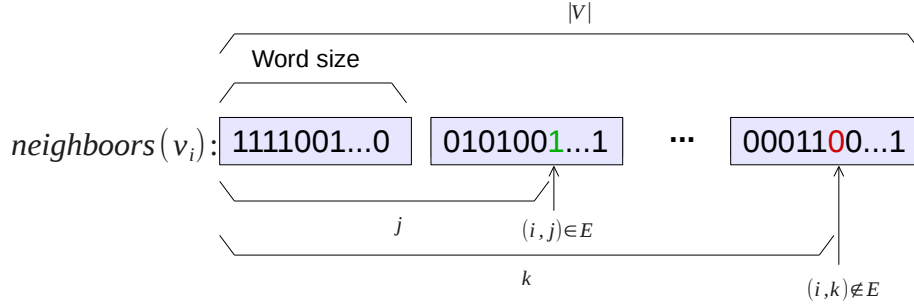 |V|
Word size
neighboors(v_i): 1111001...0 0101001...1 ... 0001100...1
j
(i,j)∈E
k
(i,k)∉E